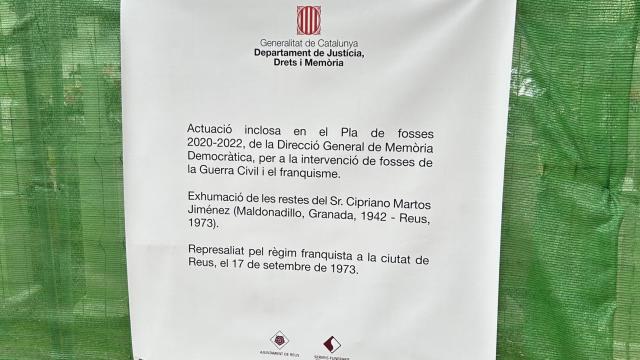 Generalitat de Catalunya
Departament de Justícia,
Drets i Memòria
Actuació inclosa en el Pla de fosses
2020-2022, de la Direcció General de Memòria
Democràtica, per a la intervenció de fosses de
la Guerra Civil i el franquisme.
Exhumació de les restes del Sr. Cipriano Martos
Jiménez (Maldonadillo, Granada, 1942 - Reus,
1973).
Represaliat pel règim franquista a la ciutat de
Reus, el 17 de setembre de 1973.
AJUNTAMENT DE REUS